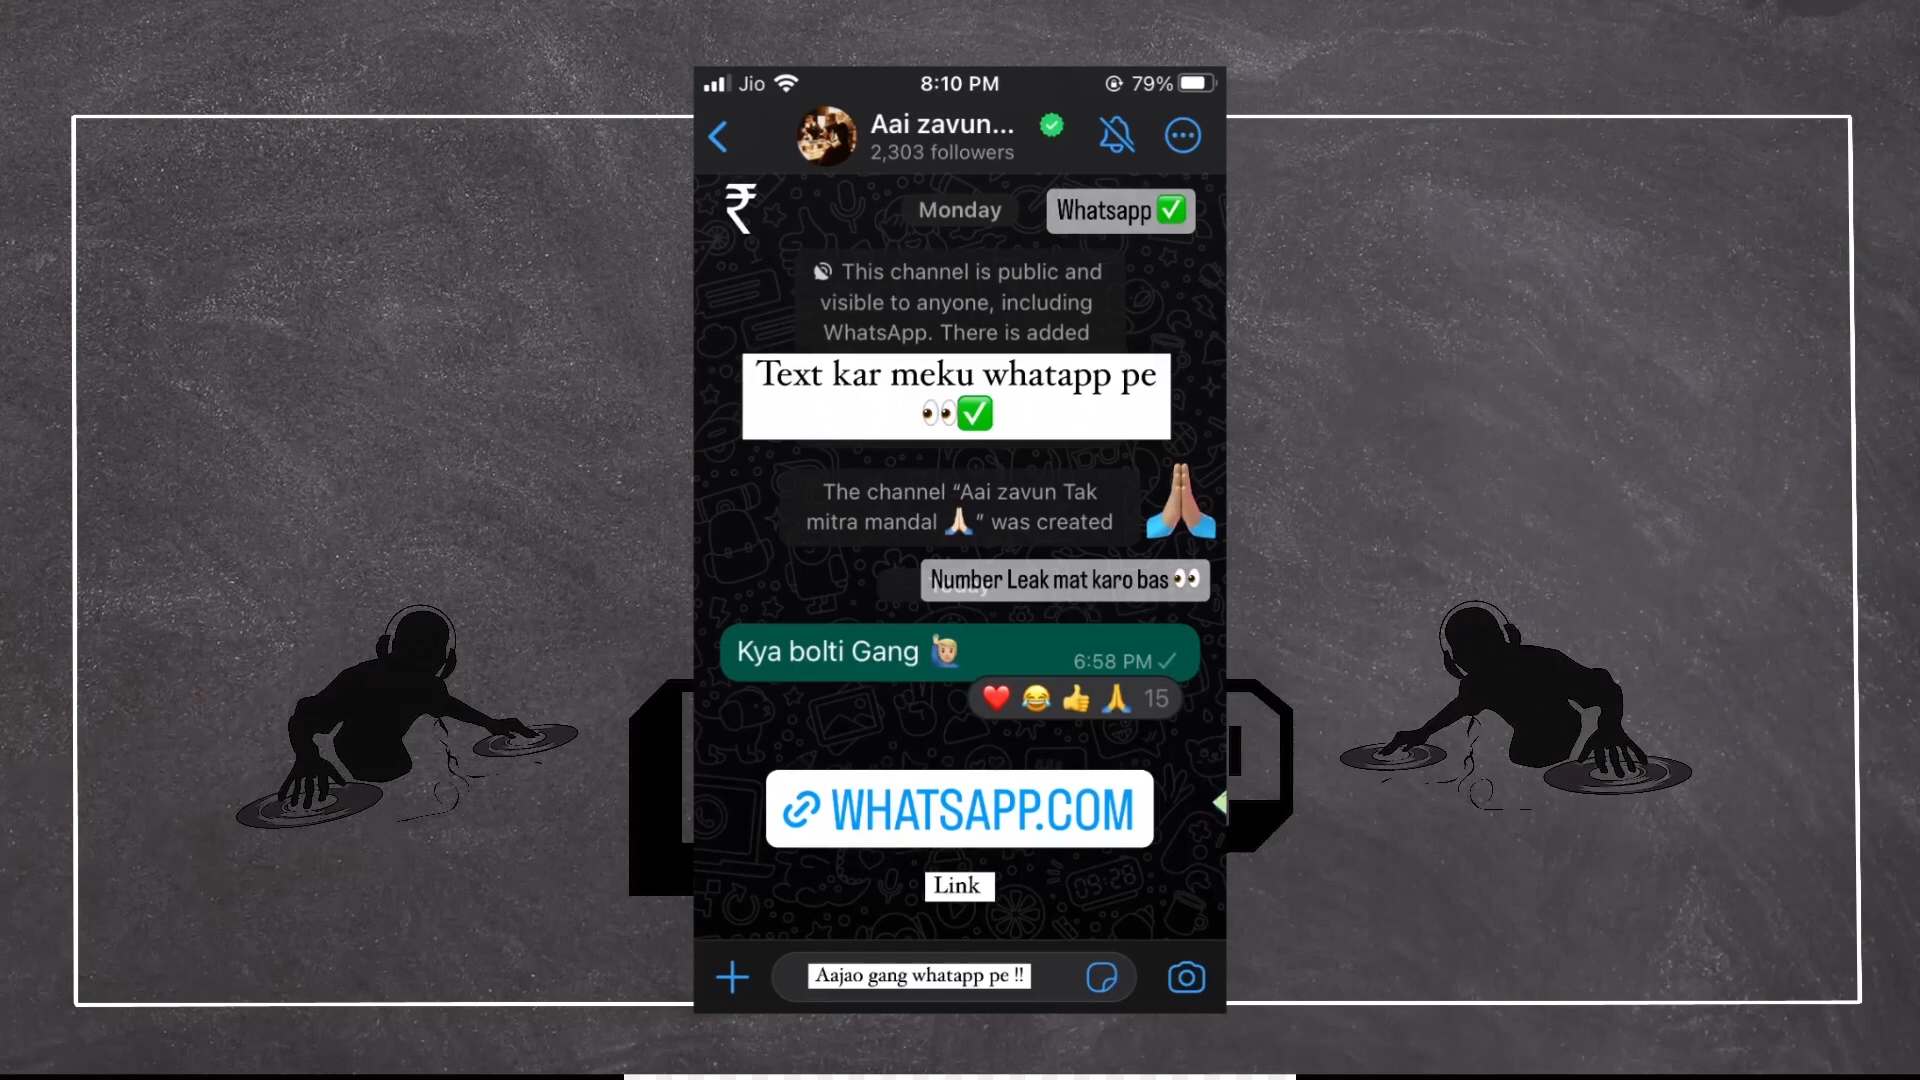 Jio 8:10 PM 79%
Aai zavun...
2,303 followers
₹
Monday
Whatsapp ✅
This channel is public and
visible to anyone, including
WhatsApp. There is added
Text kar meku whatapp pe
👀✅
The channel “Aai zavun Tak
mitra mandal 🙏🏻 ” was created
Number Leak mat karo bas 👀
Kya bolti Gang 🙋🏼‍♂️
6:58 PM
❤️ 😂 👍 🙏 15
WHATSAPP.COM
Link
Aajao gang whatapp pe !!